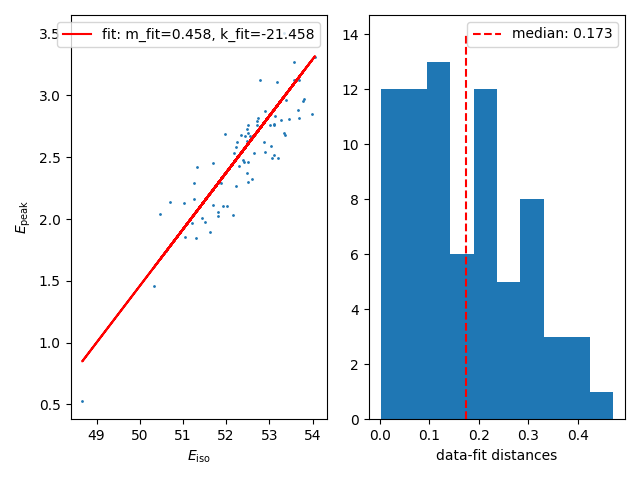 fit: m_fit=0.458, k_fit=-21.458
3.5
3.0
2.5
2.0
1.5
1.0
0.5
E_peak
49 50 51 52 53 54
E_iso
median: 0.173
14
12
10
8
6
4
2
0
0.0 0.1 0.2 0.3 0.4
data-fit distances